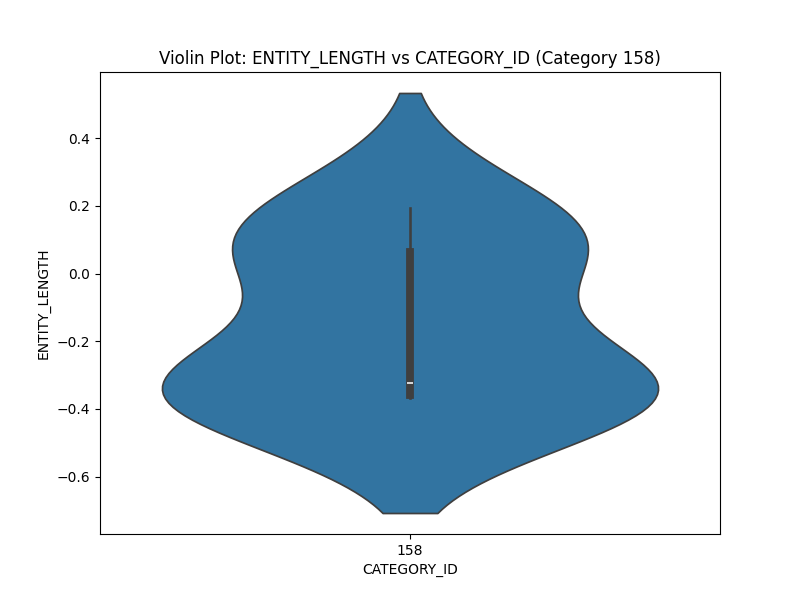 Violin Plot: ENTITY_LENGTH vs CATEGORY_ID (Category 158)
0.4
0.2
0.0
−0.2
−0.4
−0.6
ENTITY_LENGTH
158
CATEGORY_ID